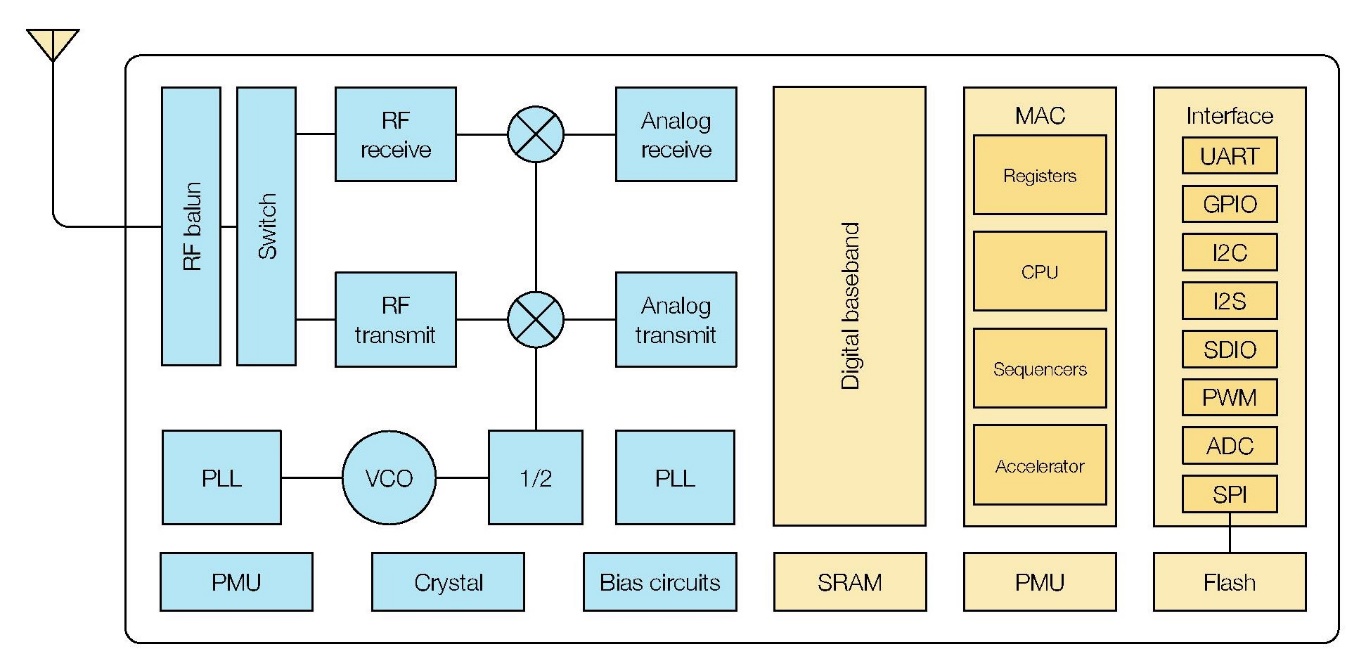 RF balun
Switch
RF
receive
Analog
receive
RF
transmit
Analog
transmit
PLL
VCO
1/2
PLL
PMU
Crystal
Bias circuits
Digital baseband
SRAM
MAC
Registers
CPU
Sequencers
Accelerator
PMU
Interface
UART
GPIO
I2C
I2S
SDIO
PWM
ADC
SPI
Flash